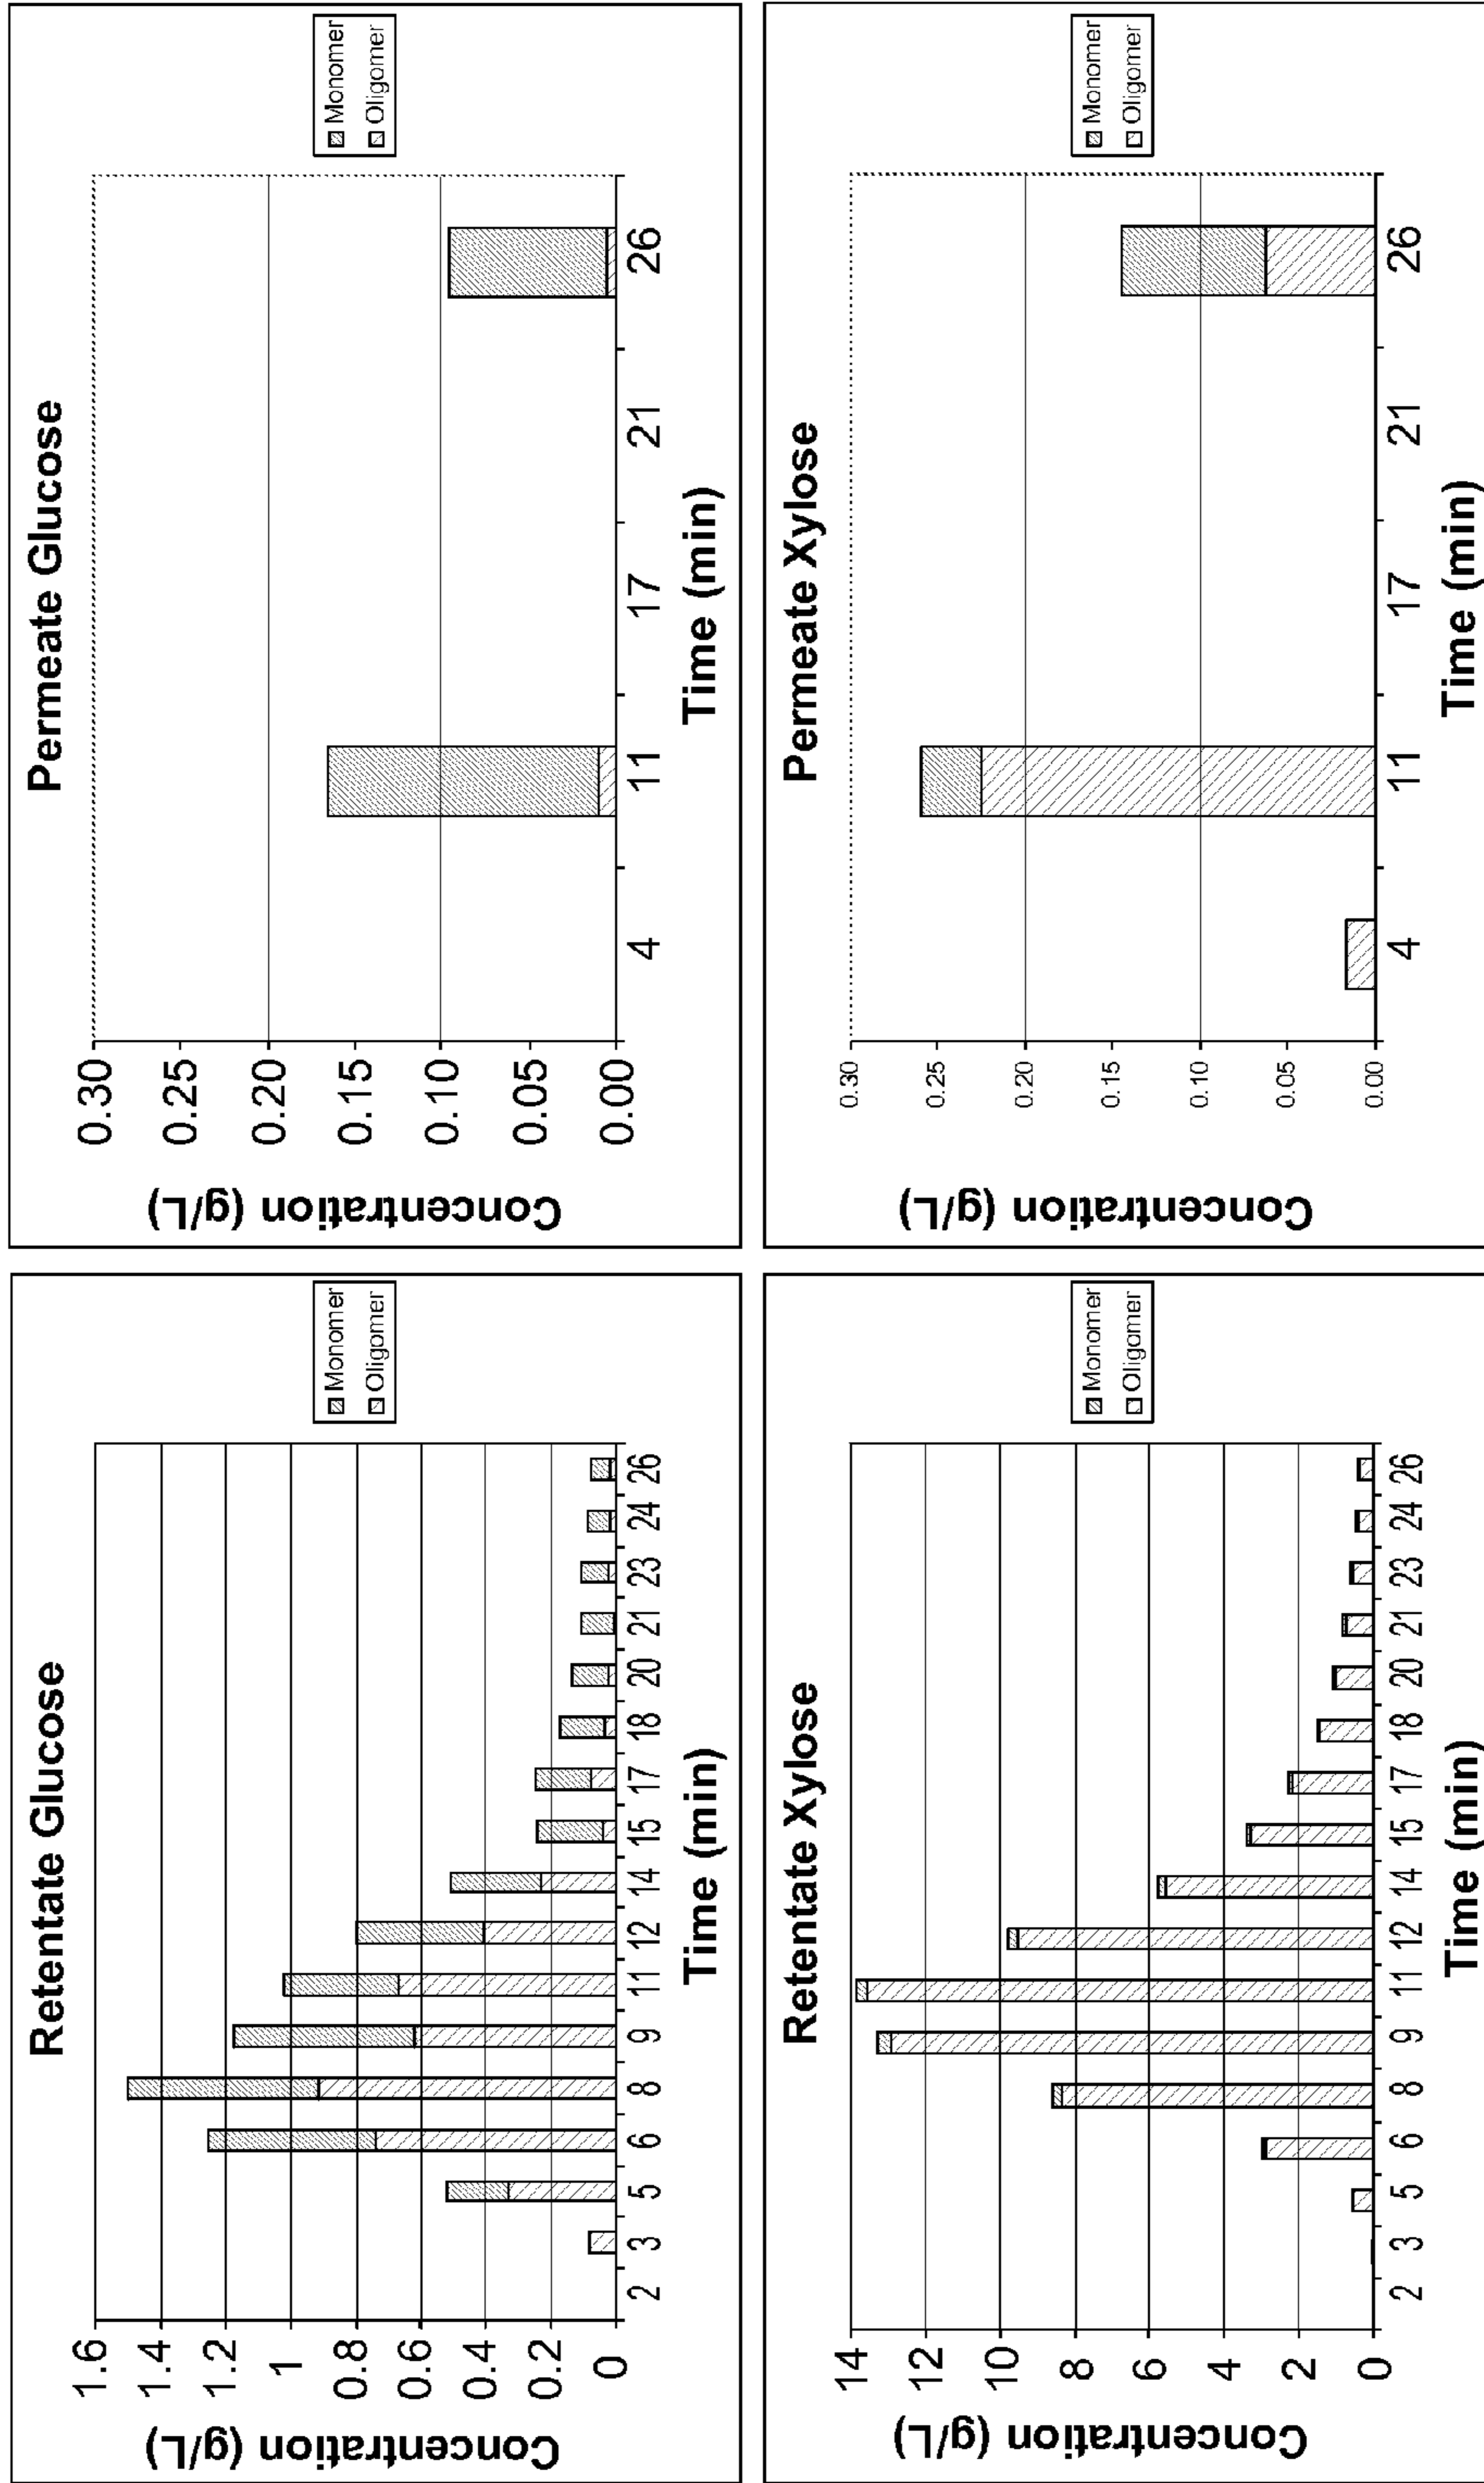 Retentate Glucose
Concentration (g/L)
1.6
1.4
1.2
1
0.8
0.6
0.4
0.2
0
2 3 5 6 8 9 11 12 14 15 17 18 20 21 23 24 26
Time (min)
Monomer
Oligomer
Permeate Glucose
Concentration (g/L)
0.30
0.25
0.20
0.15
0.10
0.05
0.00
4 11 17 21 26
Time (min)
Monomer
Oligomer
Retentate Xylose
Concentration (g/L)
14
12
10
8
6
4
2
0
2 3 5 6 8 9 11 12 14 15 17 18 20 21 23 24 26
Time (min)
Monomer
Oligomer
Permeate Xylose
Concentration (g/L)
0.30
0.25
0.20
0.15
0.10
0.05
0.00
4 11 17 21 26
Time (min)
Monomer
Oligomer